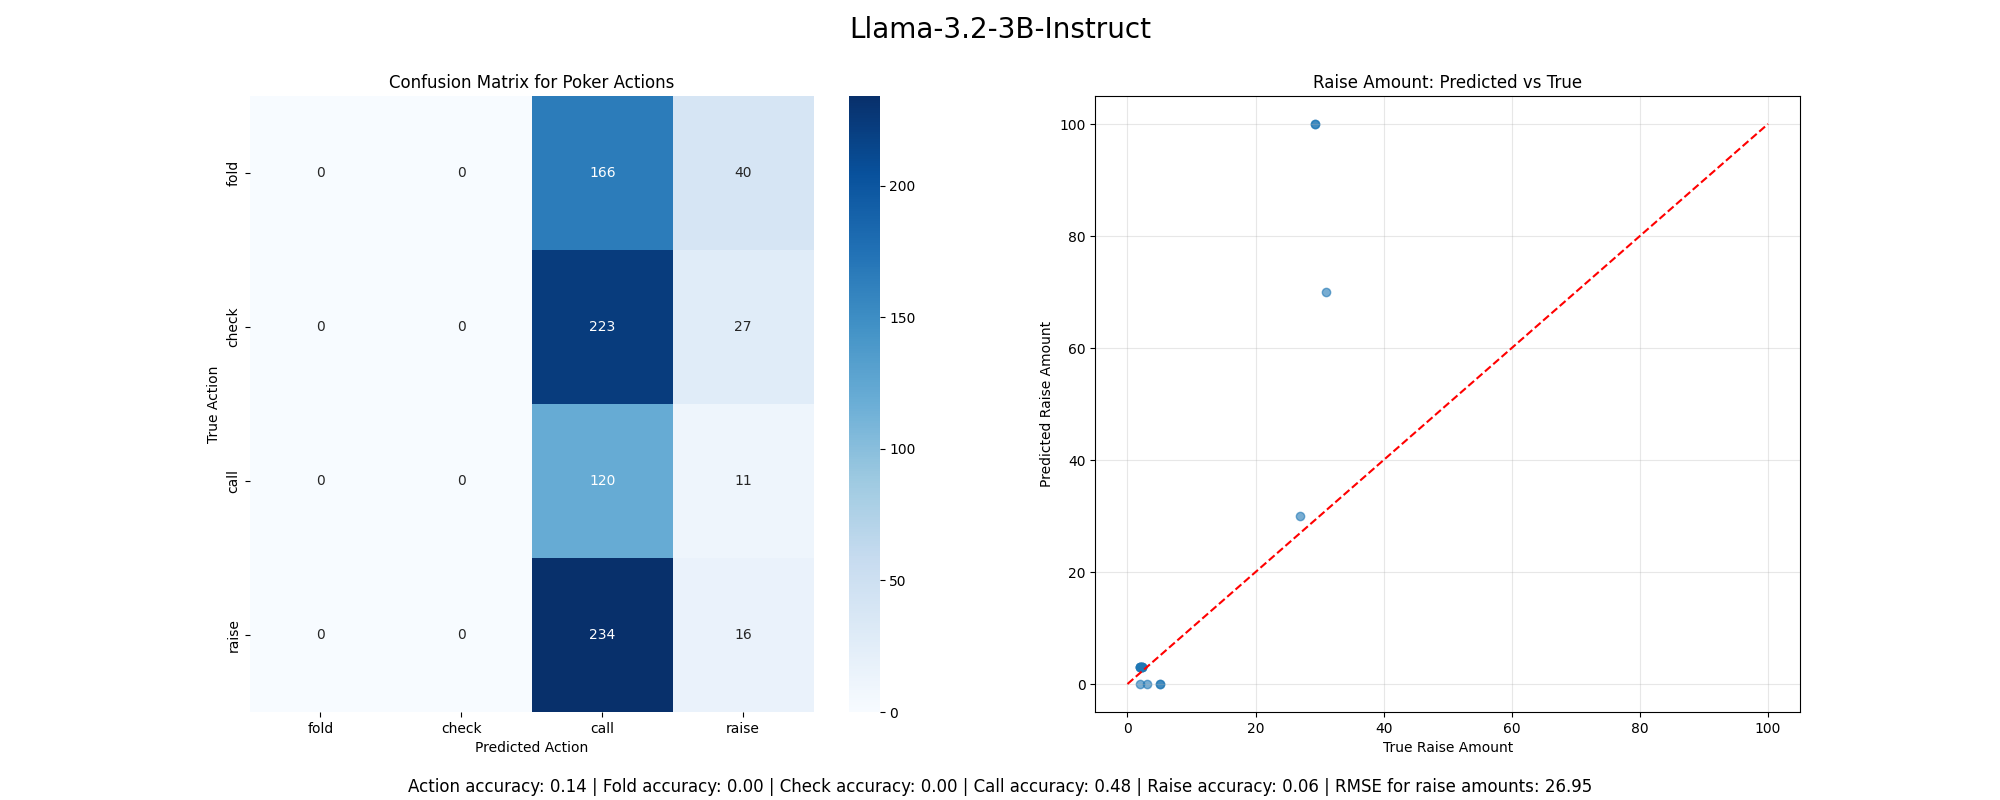 Llama-3.2-3B-Instruct
Confusion Matrix for Poker Actions
fold
check
call
raise
True Action
0 0 166 40
0 0 223 27
0 0 120 11
0 0 234 16
fold check call raise
Predicted Action
200
150
100
50
0
Raise Amount: Predicted vs True
Predicted Raise Amount
100
80
60
40
20
0
0 20 40 60 80 100
True Raise Amount
Action accuracy: 0.14 | Fold accuracy: 0.00 | Check accuracy: 0.00 | Call accuracy: 0.48 | Raise accuracy: 0.06 | RMSE for raise amounts: 26.95